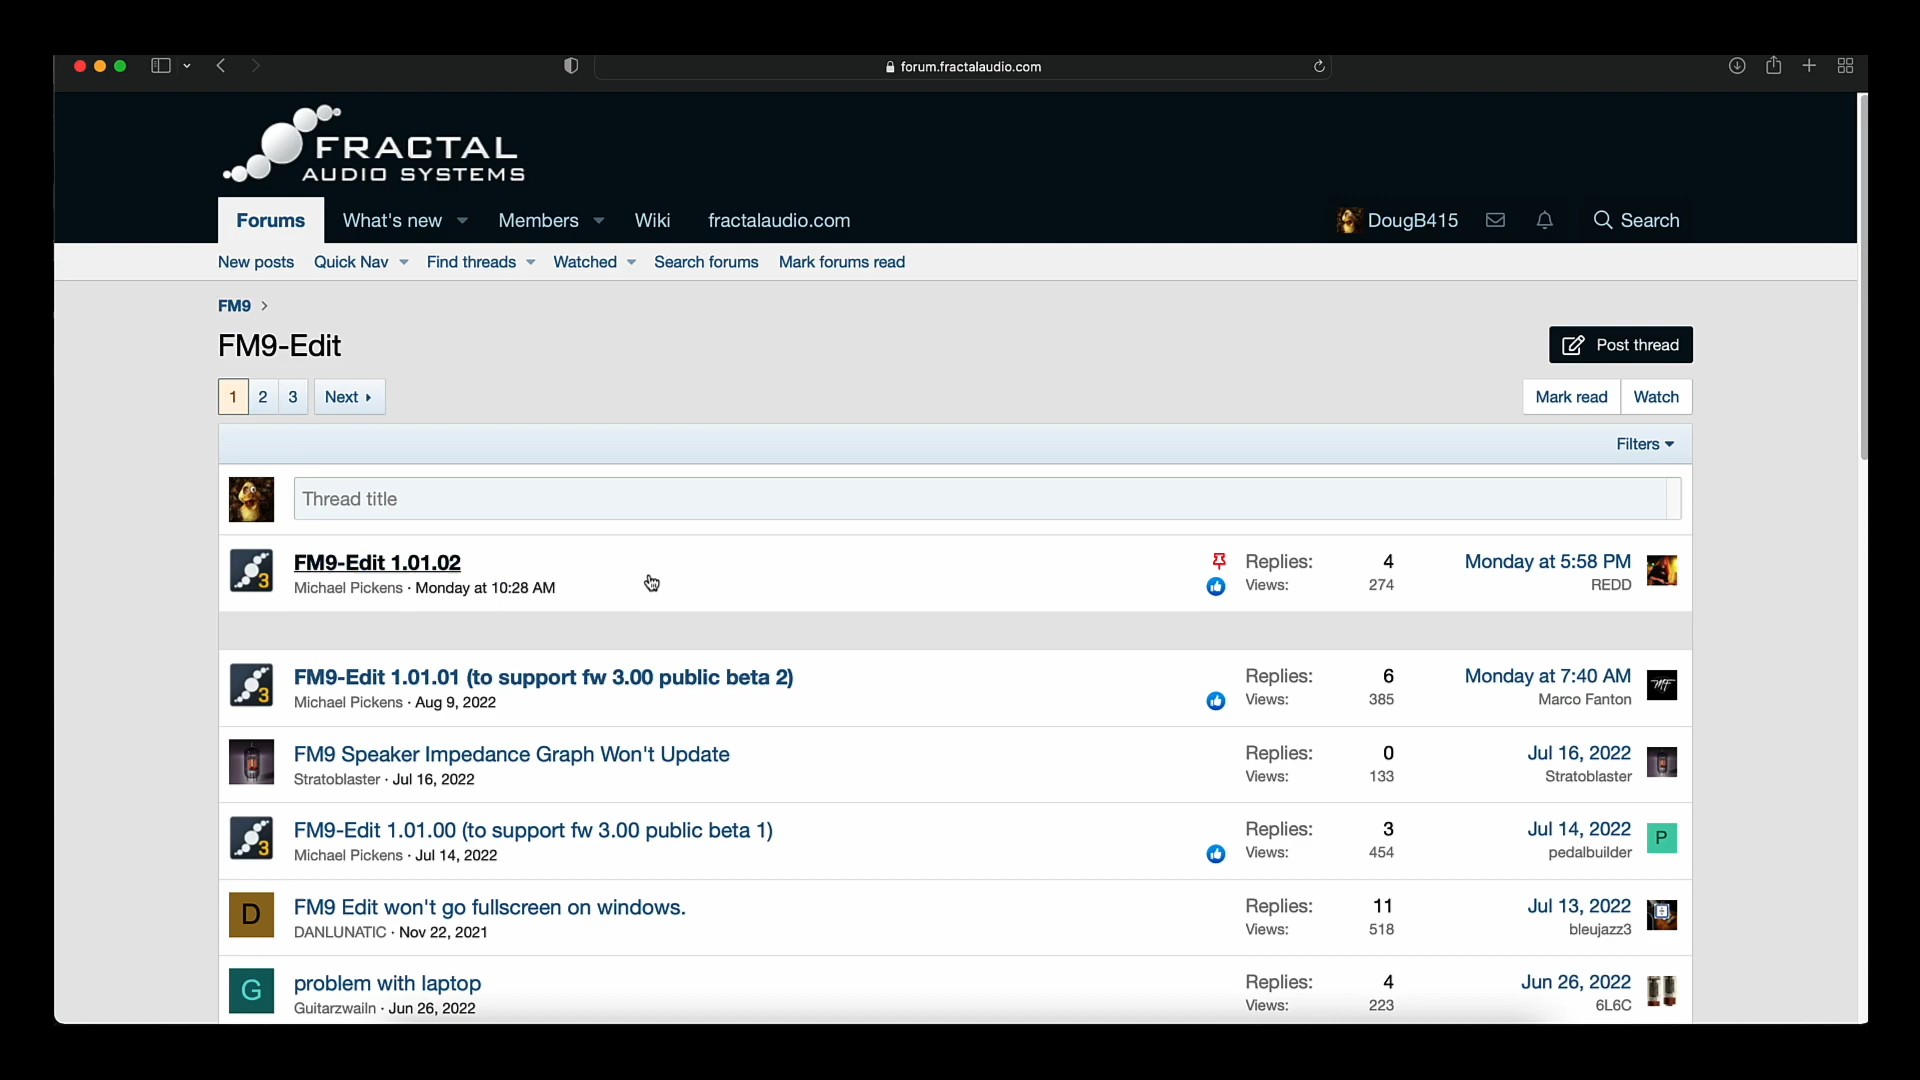 forum.fractalaudio.com
FRACTAL
AUDIO SYSTEMS
Forums What's new Members Wiki fractalaudio.com DougB415 Search
New posts Quick Nav Find threads Watched Search forums Mark forums read
FM9
FM9-Edit
Post thread
1 2 3 Next Mark read Watch
Filters
Thread title
3 FM9-Edit 1.01.02 Replies: 4 Monday at 5:58 PM
Michael Pickens · Monday at 10:28 AM Views: 274 REDD
3 FM9-Edit 1.01.01 (to support fw 3.00 public beta 2) Replies: 6 Monday at 7:40 AM
Michael Pickens · Aug 9, 2022 Views: 385 Marco Fanton
MF
FM9 Speaker Impedance Graph Won't Update Replies: 0 Jul 16, 2022
Stratoblaster · Jul 16, 2022 Views: 133 Stratoblaster
3 FM9-Edit 1.01.00 (to support fw 3.00 public beta 1) Replies: 3 Jul 14, 2022 P
Michael Pickens · Jul 14, 2022 Views: 454 pedalbuilder
D FM9 Edit won't go fullscreen on windows. Replies: 11 Jul 13, 2022
DANLUNATIC · Nov 22, 2021 Views: 518 bleujazz3
G problem with laptop Replies: 4 Jun 26, 2022
Guitarzwailn · Jun 26, 2022 Views: 223 6L6C